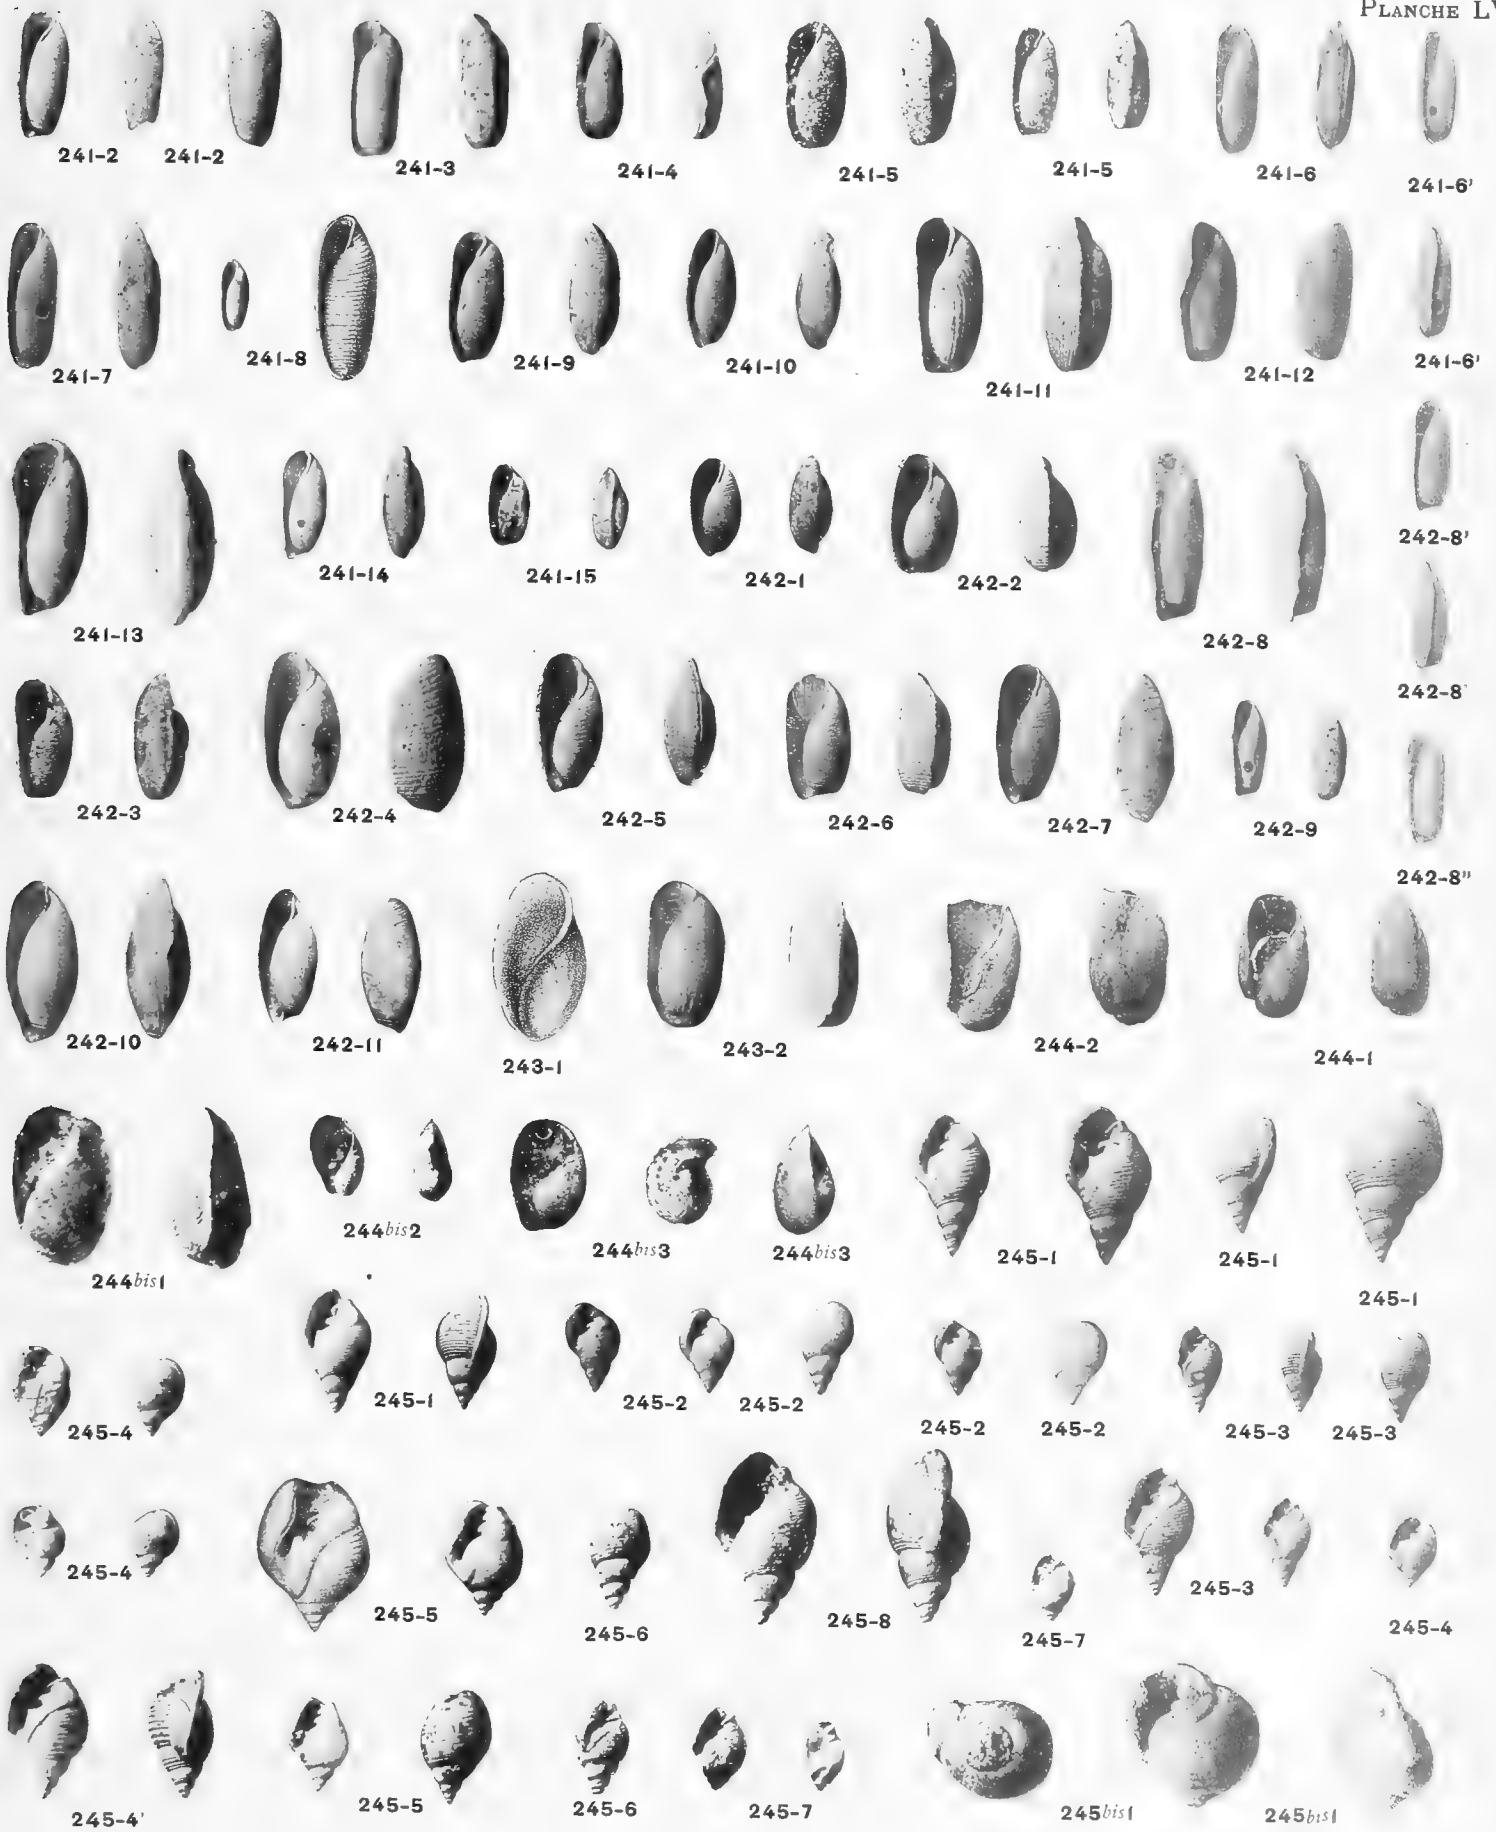 PLANCHE LV
241-2 241-2 241-3 241-4 241-5 241-5 241-6 241-6'
241-7 241-8 241-9 241-10 241-11 241-12 241-6'
241-13 241-14 241-15 242-1 242-2 242-8 242-8'
242-8'
242-3 242-4 242-5 242-6 242-7 242-9 242-8"
242-10 242-11 243-1 243-2 244-2 244-1
244bis1 244bis2 244bis3 244bis3 245-1 245-1 245-1
245-4 245-1 245-2 245-2 245-2 245-2 245-3 245-3
245-4 245-5 245-6 245-8 245-7 245-3 245-4
245-4' 245-5 245-6 245-7 245bis1 245bis1